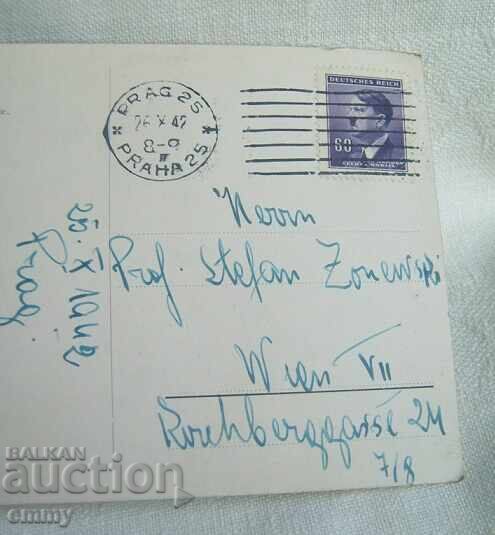 PRAG 25
26.X.42
8-9
II
PRAHA 25
DEUTSCHES REICH
60
Herrn
Prof. Stefan Zonewski
Wien VII
24
7/8
25. X 1942
Prag
BALKAN
auction
emmy